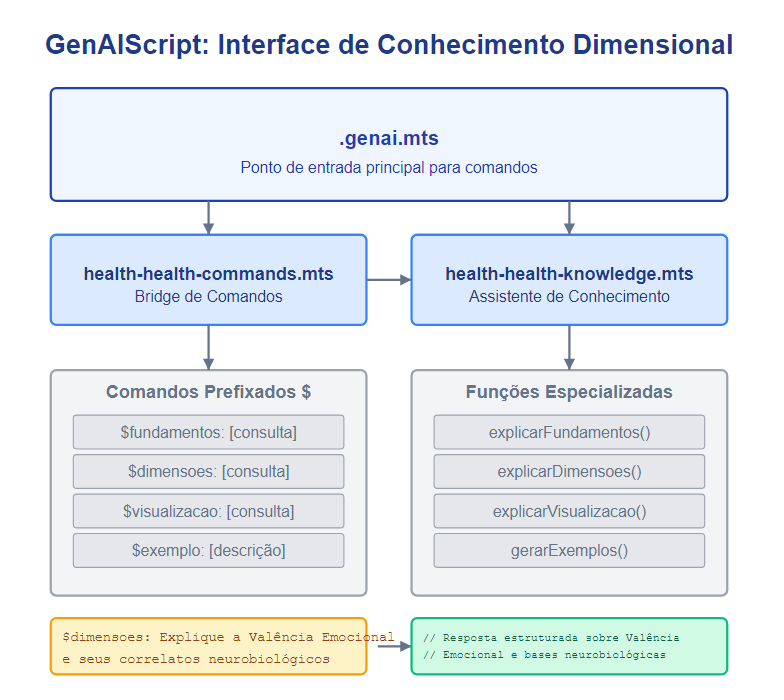 GenAIScript: Interface de Conhecimento Dimensional
.genai.mts
Ponto de entrada principal para comandos
health-health-commands.mts
Bridge de Comandos
health-health-knowledge.mts
Assistente de Conhecimento
Comandos Prefixados $
$fundamentos: [consulta]
$dimensoes: [consulta]
$visualizacao: [consulta]
$exemplo: [descrição]
Funções Especializadas
explicarFundamentos()
explicarDimensoes()
explicarVisualizacao()
gerarExemplos()
$dimensoes: Explique a Valência Emocional
e seus correlatos neurobiológicos
// Resposta estruturada sobre Valência
// Emocional e bases neurobiológicas